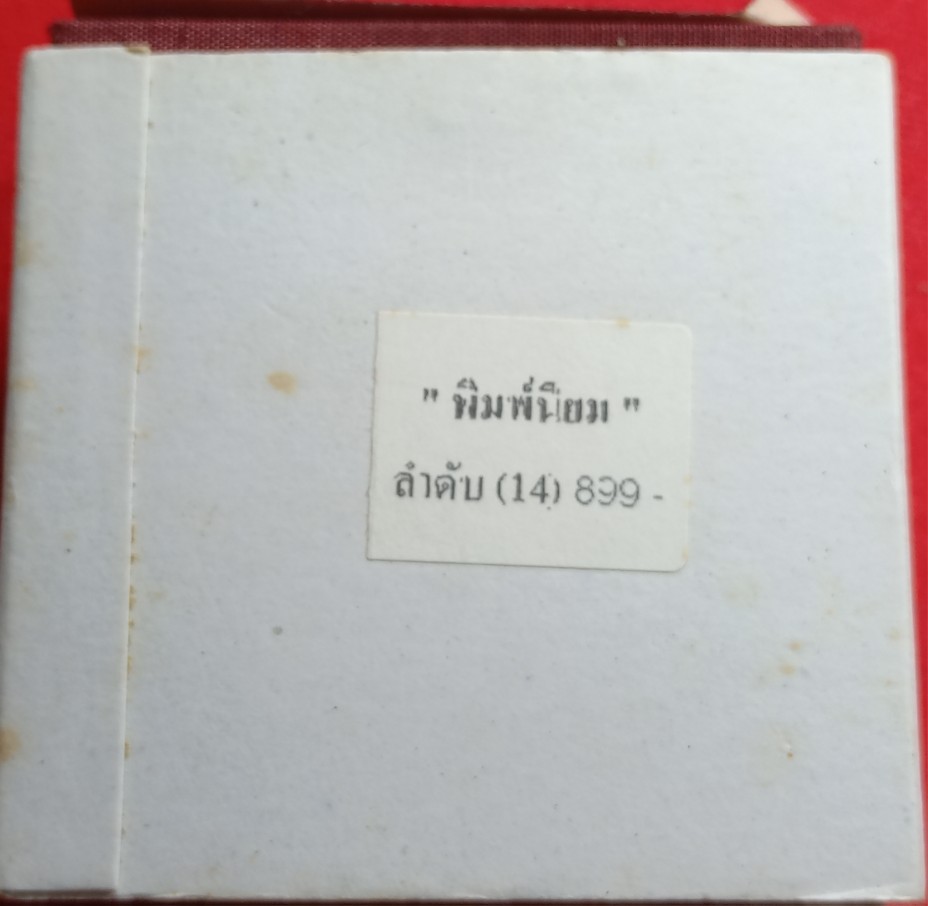 " พิมพ์นิยม "
ลำดับ (14) 899 -